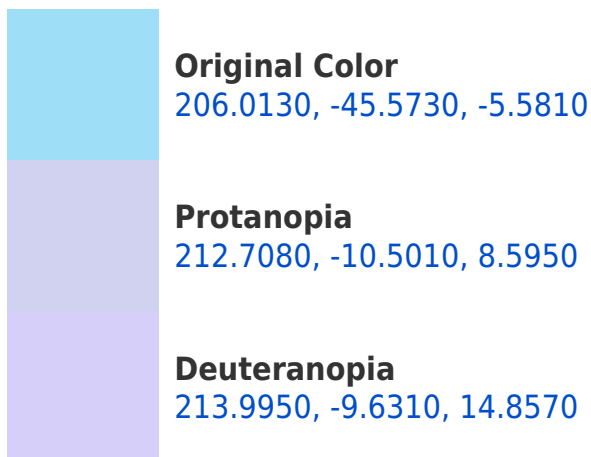 Original Color
206.0130, -45.5730, -5.5810
Protanopia
212.7080, -10.5010, 8.5950
Deuteranopia
213.9950, -9.6310, 14.8570